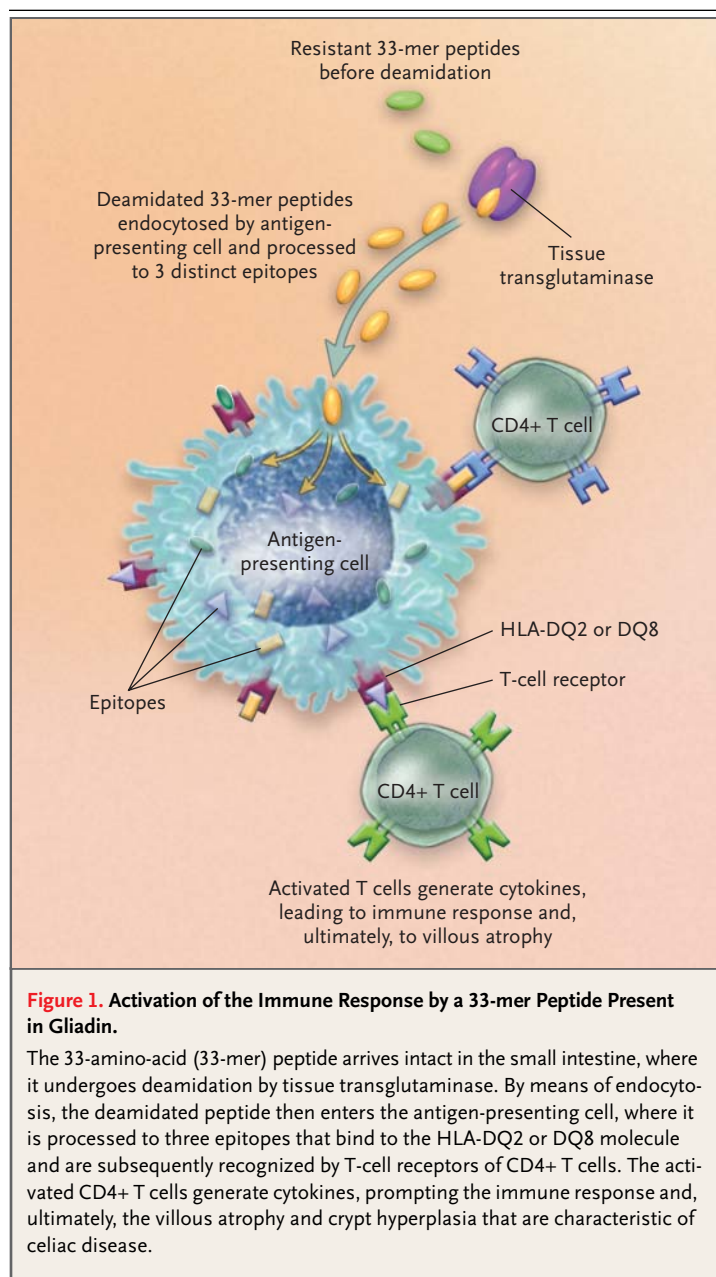 Resistant 33-mer peptides
before deamidation
Deamidated 33-mer peptides
endocytosed by antigen-
presenting cell and processed
to 3 distinct epitopes
Tissue
transglutaminase
CD4+ T cell
Antigen-
presenting cell
HLA-DQ2 or DQ8
T-cell receptor
Epitopes
CD4+ T cell
Activated T cells generate cytokines,
leading to immune response and,
ultimately, to villous atrophy
Figure 1. Activation of the Immune Response by a 33-mer Peptide Present
in Gliadin.
The 33-amino-acid (33-mer) peptide arrives intact in the small intestine, where
it undergoes deamidation by tissue transglutaminase. By means of endocyto-
sis, the deamidated peptide then enters the antigen-presenting cell, where it
is processed to three epitopes that bind to the HLA-DQ2 or DQ8 molecule
and are subsequently recognized by T-cell receptors of CD4+ T cells. The acti-
vated CD4+ T cells generate cytokines, prompting the immune response and,
ultimately, the villous atrophy and crypt hyperplasia that are characteristic of
celiac disease.